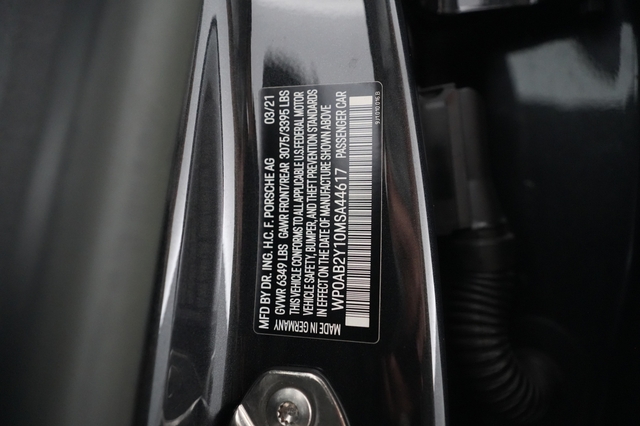 MFD BY DR. ING. H.C. F. PORSCHE AG 03/21
GVWR 6349 LBS GAWR FRONT/REAR 3075/3395 LBS
THIS VEHICLE CONFORMS TO ALL APPLICABLE U.S. FEDERAL MOTOR
VEHICLE SAFETY, BUMPER, AND THEFT PREVENTION STANDARDS
IN EFFECT ON THE DATE OF MANUFACTURE SHOWN ABOVE
WP0AB2Y10MSA44617 PASSENGER CAR
MADE IN GERMANY